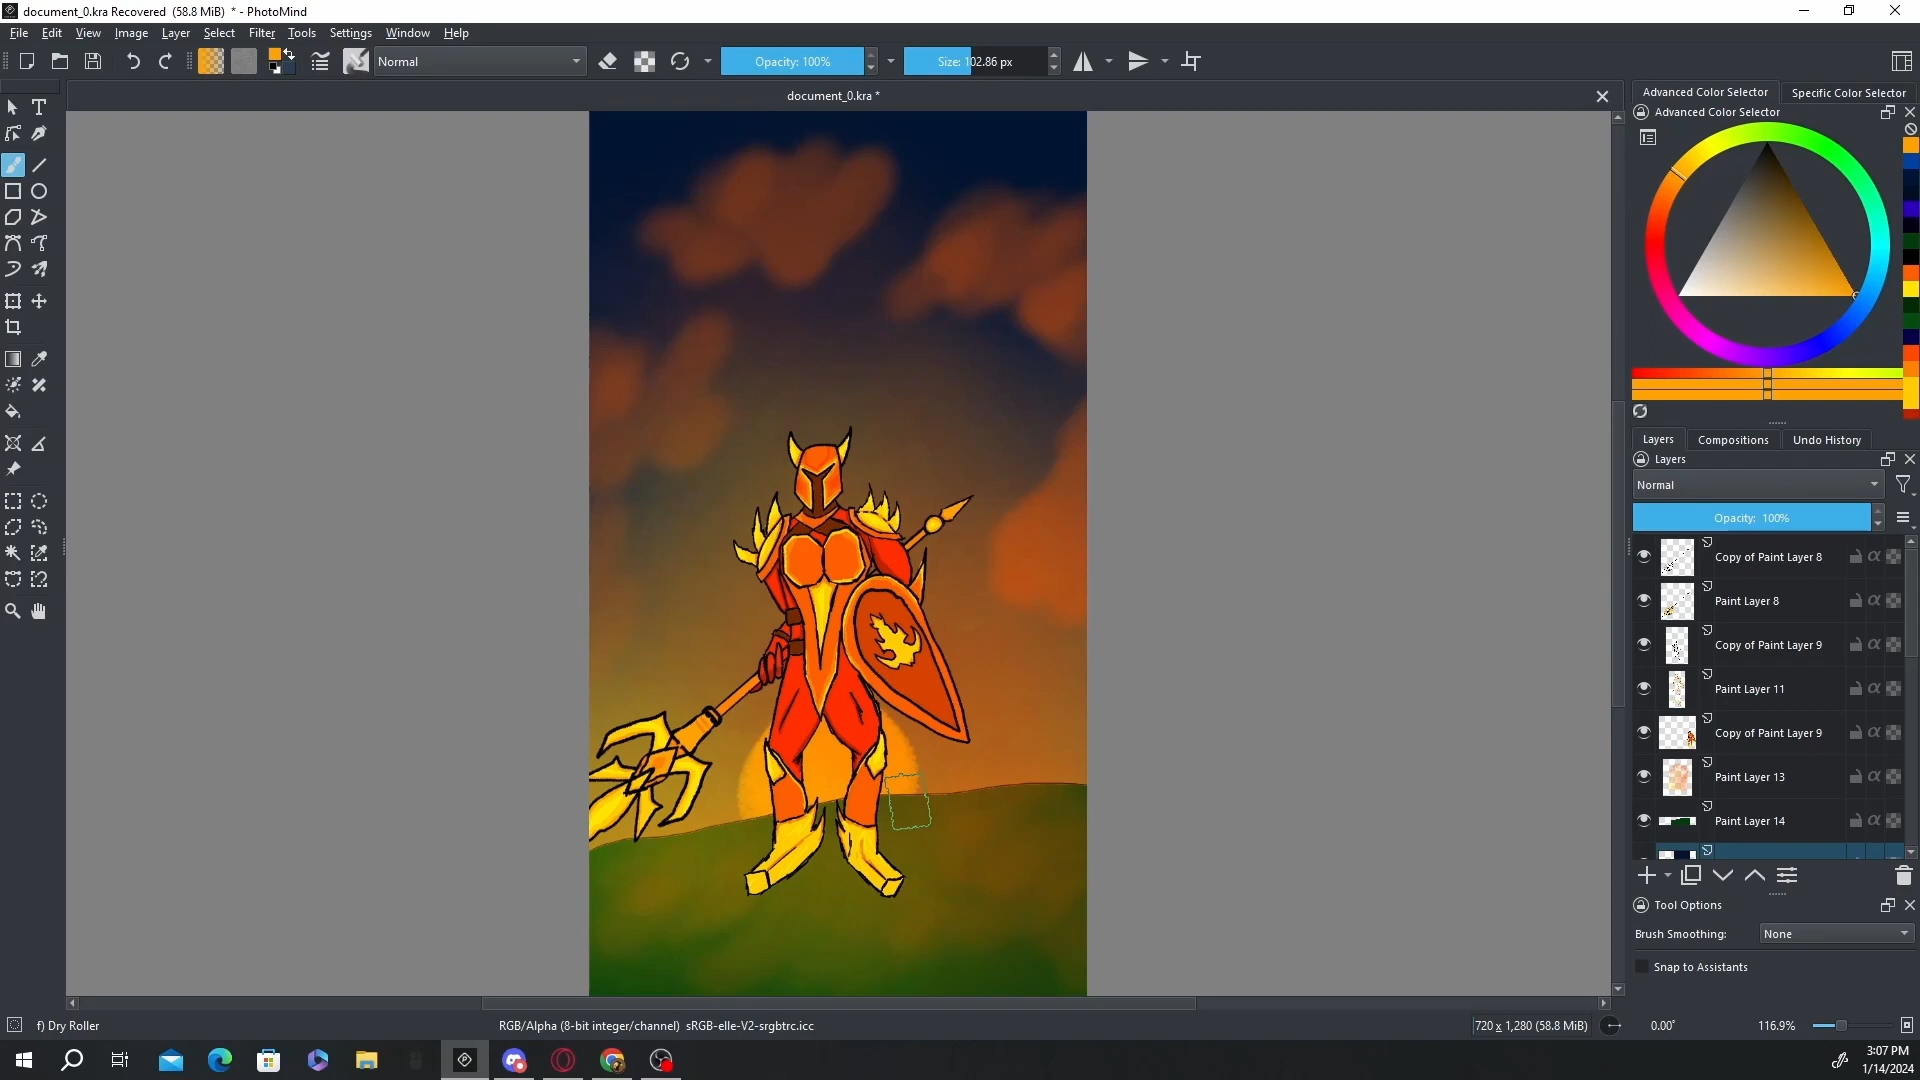 document_0.kra Recovered  (58.8 MiB)  * - PhotoMind
File Edit View Image Layer Select Filter Tools Settings Window Help
Normal
Opacity: 100%
Size: 102.86 px
document_0.kra *
Advanced Color Selector
Specific Color Selector
Advanced Color Selector
Layers
Compositions
Undo History
Layers
Normal
Opacity:  100%
Copy of Paint Layer 8
Paint Layer 8
Copy of Paint Layer 9
Paint Layer 11
Copy of Paint Layer 9
Paint Layer 13
Paint Layer 14
Tool Options
Brush Smoothing:
None
Snap to Assistants
f) Dry Roller
RGB/Alpha (8-bit integer/channel)  sRGB-elle-V2-srgbtrc.icc
720 x 1,280 (58.8 MiB)
0.00°
116.9%
3:07 PM
1/14/2024